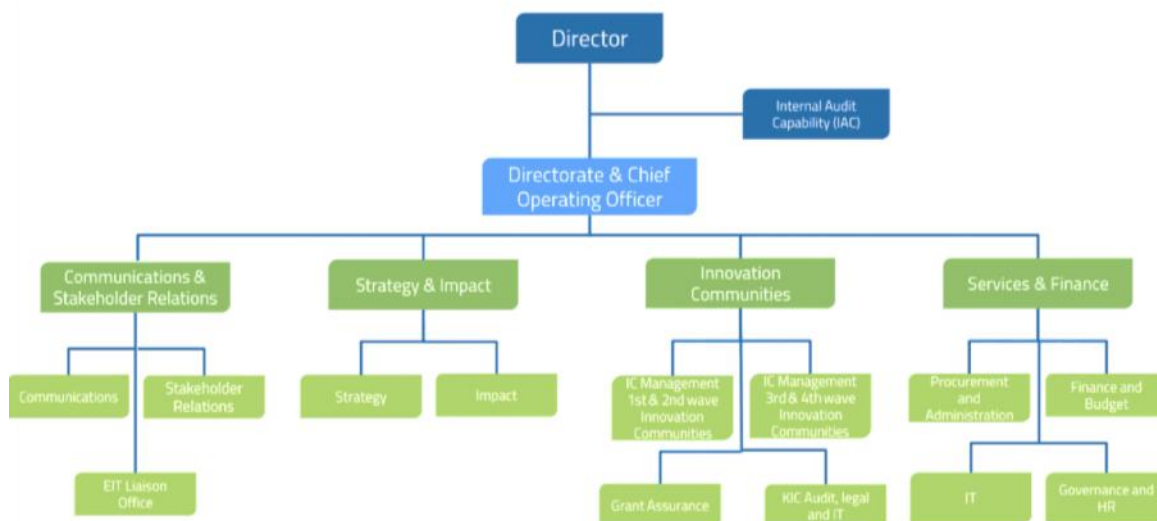 Director
Internal Audit
Capability (IAC)
Directorate & Chief
Operating Officer
Communications &
Stakeholder Relations
Strategy & Impact
Innovation
Communities
Services & Finance
Communications
Stakeholder
Relations
Strategy
Impact
IC Management
1st & 2nd wave
Innovation
Communities
IC Management
3rd & 4th wave
Innovation
Communities
Procurement
and
Administration
Finance and
Budget
EIT Liaison
Office
Grant Assurance
KIC Audit, legal
and IT
IT
Governance and
HR